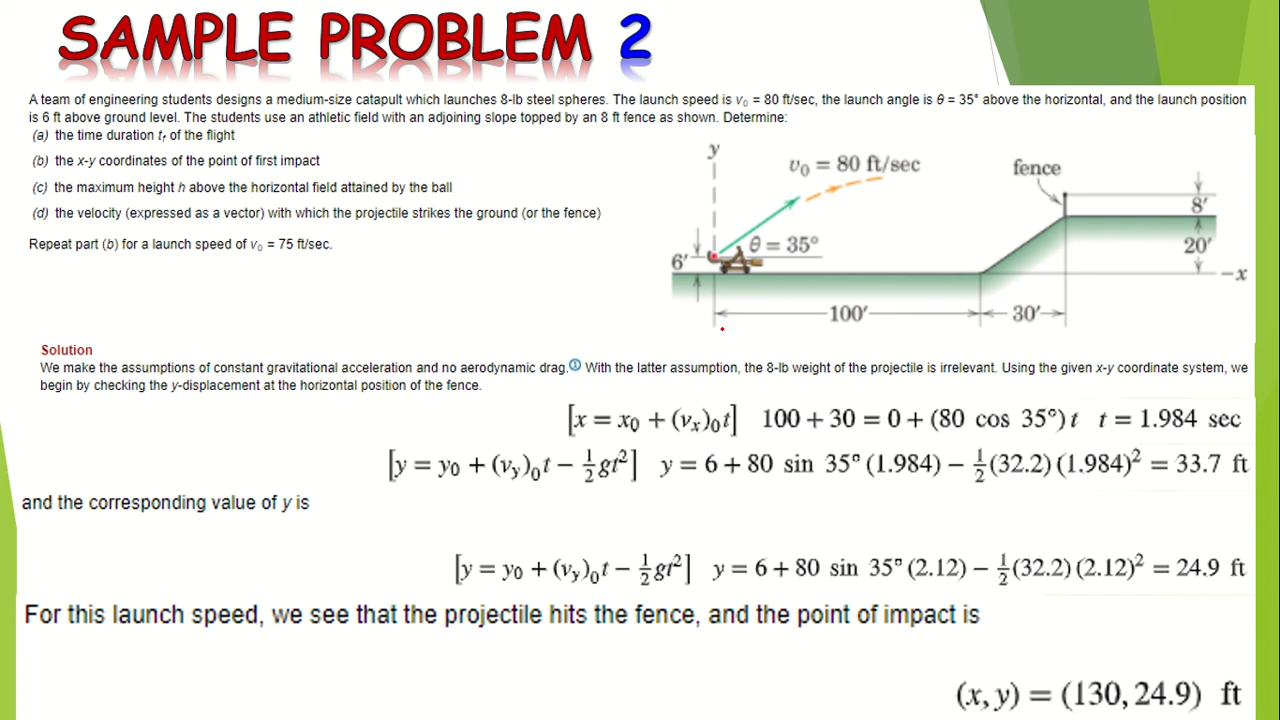 SAMPLE PROBLEM 2
A team of engineering students designs a medium-size catapult which launches 8-lb steel spheres. The launch speed is v₀ = 80 ft/sec, the launch angle is θ = 35° above the horizontal, and the launch position
is 6 ft above ground level. The students use an athletic field with an adjoining slope topped by an 8 ft fence as shown. Determine:
(a) the time duration t_f of the flight
(b) the x-y coordinates of the point of first impact
(c) the maximum height h above the horizontal field attained by the ball
(d) the velocity (expressed as a vector) with which the projectile strikes the ground (or the fence)
Repeat part (b) for a launch speed of v₀ = 75 ft/sec.
y
v₀ = 80 ft/sec
fence
8′
θ = 35°
6′
20′
x
100′
30′
Solution
We make the assumptions of constant gravitational acceleration and no aerodynamic drag.① With the latter assumption, the 8-lb weight of the projectile is irrelevant. Using the given x-y coordinate system, we
begin by checking the y-displacement at the horizontal position of the fence.
[x = x₀ + (vₓ)₀t] 100 + 30 = 0 + (80 cos 35°) t t = 1.984 sec
[y = y₀ + (v_y)₀t − ½gt²] y = 6 + 80 sin 35° (1.984) − ½(32.2) (1.984)² = 33.7 ft
and the corresponding value of y is
[y = y₀ + (v_y)₀t − ½gt²] y = 6 + 80 sin 35° (2.12) − ½(32.2) (2.12)² = 24.9 ft
For this launch speed, we see that the projectile hits the fence, and the point of impact is
(x, y) = (130, 24.9) ft